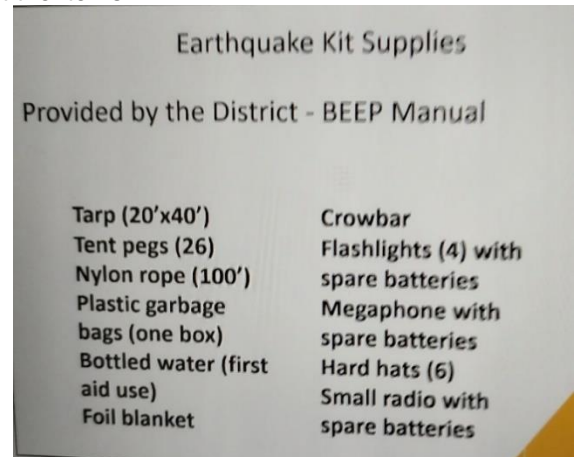 Earthquake Kit Supplies
Provided by the District - BEEP Manual
Tarp (20'x40')
Tent pegs (26)
Nylon rope (100')
Plastic garbage
bags (one box)
Bottled water (first
aid use)
Foil blanket
Crowbar
Flashlights (4) with
spare batteries
Megaphone with
spare batteries
Hard hats (6)
Small radio with
spare batteries